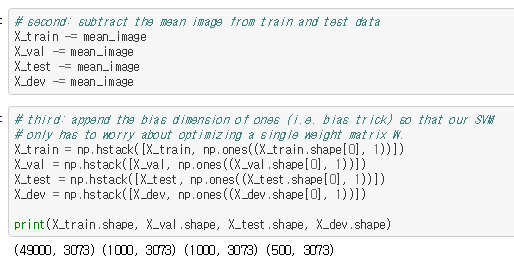 # second: subtract the mean image from train and test data
X_train -= mean_image
X_val -= mean_image
X_test -= mean_image
X_dev -= mean_image
# third: append the bias dimension of ones (i.e. bias trick) so that our SVM
# only has to worry about optimizing a single weight matrix W.
X_train = np.hstack([X_train, np.ones((X_train.shape[0], 1))])
X_val = np.hstack([X_val, np.ones((X_val.shape[0], 1))])
X_test = np.hstack([X_test, np.ones((X_test.shape[0], 1))])
X_dev = np.hstack([X_dev, np.ones((X_dev.shape[0], 1))])
print(X_train.shape, X_val.shape, X_test.shape, X_dev.shape)
(49000, 3073) (1000, 3073) (1000, 3073) (500, 3073)